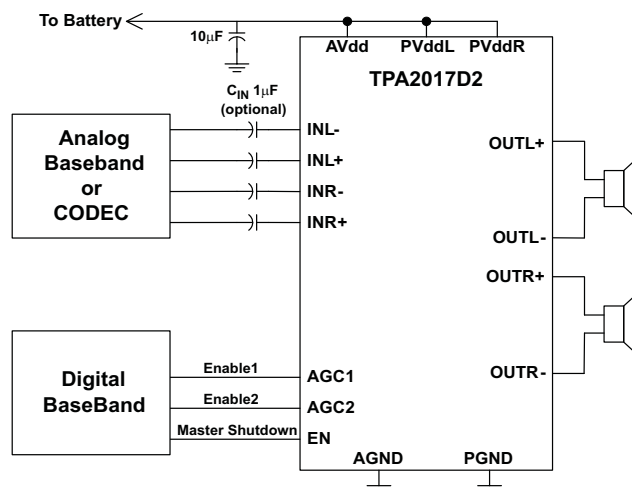 To Battery
10μF
AVdd PVddL PVddR
TPA2017D2
CIN 1μF
(optional)
Analog
Baseband
or
CODEC
INL-
INL+
INR-
INR+
OUTL+
OUTL-
OUTR+
OUTR-
Digital
BaseBand
Enable1
Enable2
Master Shutdown
AGC1
AGC2
EN
AGND PGND